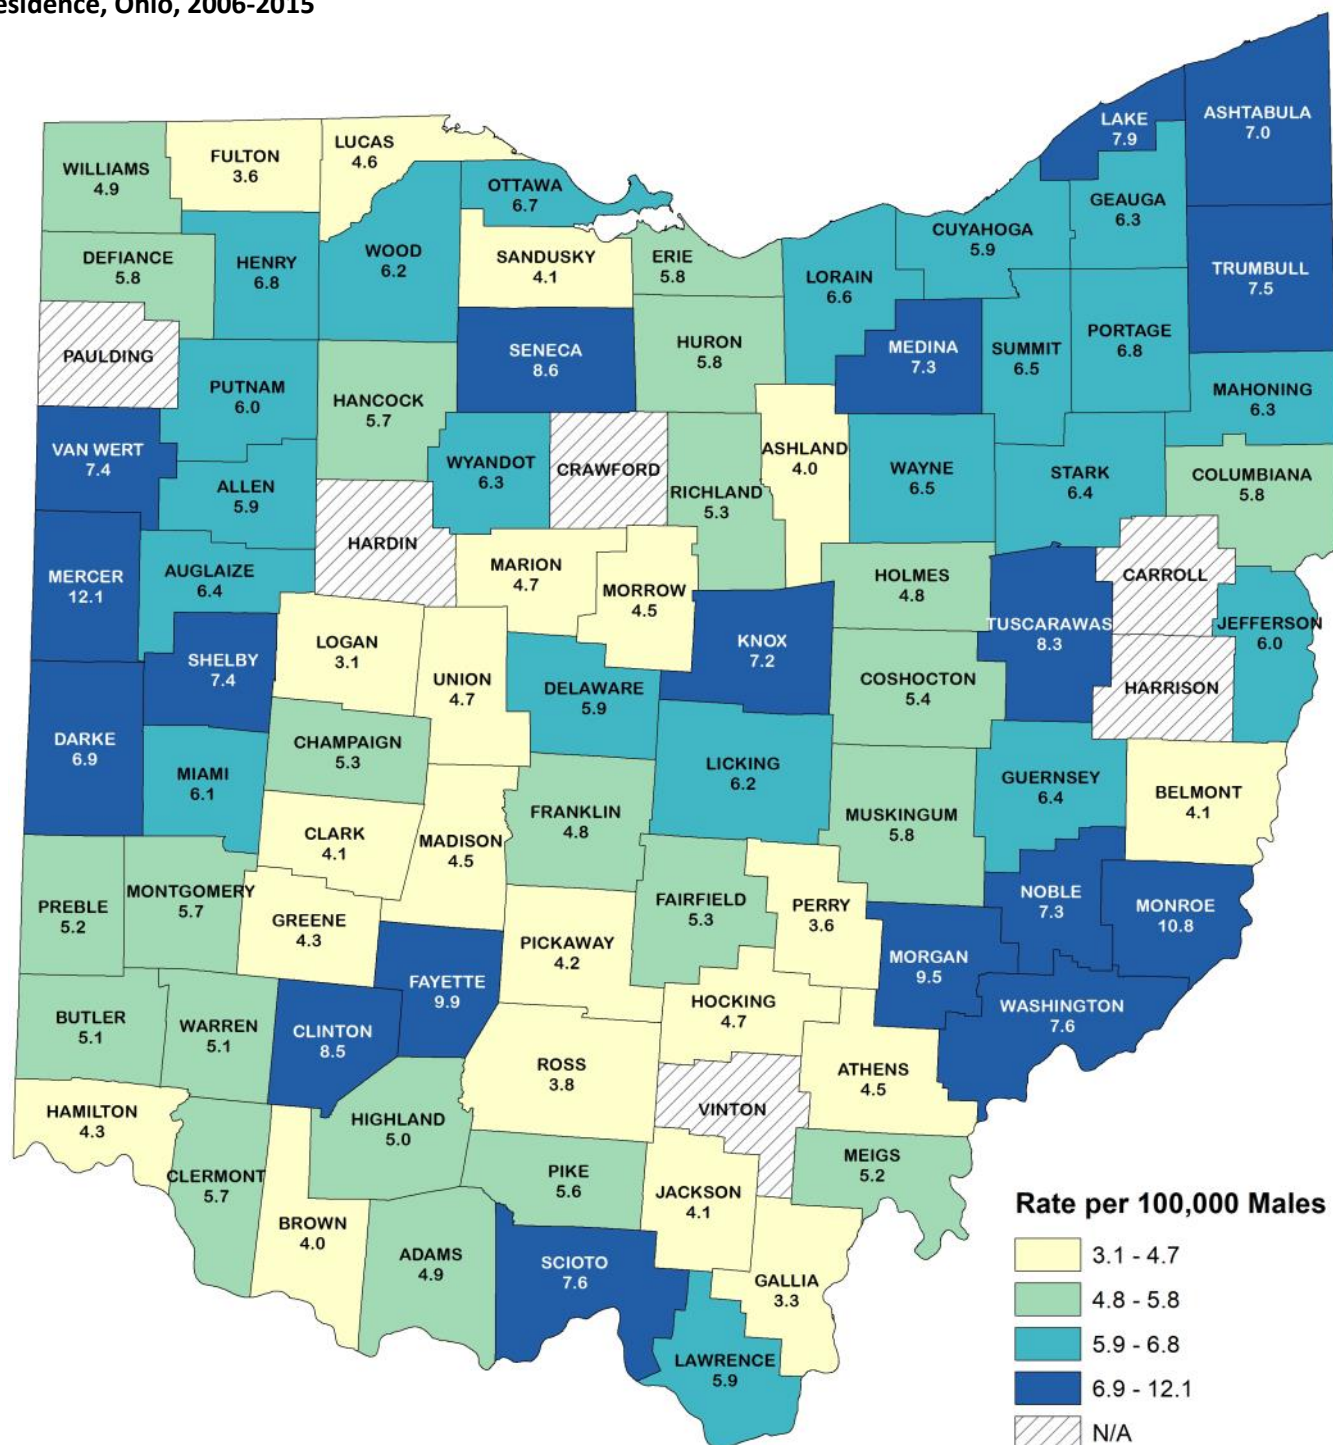 esidence, Ohio, 2006-2015
LAKE
7.9
ASHTABULA
7.0
WILLIAMS
4.9
FULTON
3.6
LUCAS
4.6
OTTAWA
6.7
GEAUGA
6.3
CUYAHOGA
5.9
DEFIANCE
5.8
HENRY
6.8
WOOD
6.2
SANDUSKY
4.1
ERIE
5.8
LORAIN
6.6
TRUMBULL
7.5
PAULDING
SENECA
8.6
HURON
5.8
MEDINA
7.3
SUMMIT
6.5
PORTAGE
6.8
PUTNAM
6.0
HANCOCK
5.7
MAHONING
6.3
VAN WERT
7.4
ALLEN
5.9
WYANDOT
6.3
CRAWFORD
RICHLAND
5.3
ASHLAND
4.0
WAYNE
6.5
STARK
6.4
COLUMBIANA
5.8
HARDIN
MERCER
12.1
AUGLAIZE
6.4
MARION
4.7
MORROW
4.5
HOLMES
4.8
CARROLL
TUSCARAWAS
8.3
JEFFERSON
6.0
LOGAN
3.1
SHELBY
7.4
UNION
4.7
DELAWARE
5.9
KNOX
7.2
COSHOCTON
5.4
HARRISON
DARKE
6.9
CHAMPAIGN
5.3
MIAMI
6.1
LICKING
6.2
GUERNSEY
6.4
BELMONT
4.1
CLARK
4.1
MADISON
4.5
FRANKLIN
4.8
MUSKINGUM
5.8
PREBLE
5.2
MONTGOMERY
5.7
GREENE
4.3
FAIRFIELD
5.3
PERRY
3.6
NOBLE
7.3
MONROE
10.8
PICKAWAY
4.2
MORGAN
9.5
FAYETTE
9.9
BUTLER
5.1
WARREN
5.1
CLINTON
8.5
HOCKING
4.7
WASHINGTON
7.6
ROSS
3.8
ATHENS
4.5
HAMILTON
4.3
HIGHLAND
5.0
VINTON
CLERMONT
5.7
PIKE
5.6
JACKSON
4.1
MEIGS
5.2
BROWN
4.0
ADAMS
4.9
SCIOTO
7.6
GALLIA
3.3
LAWRENCE
5.9
Rate per 100,000 Males
3.1 - 4.7
4.8 - 5.8
5.9 - 6.8
6.9 - 12.1
N/A